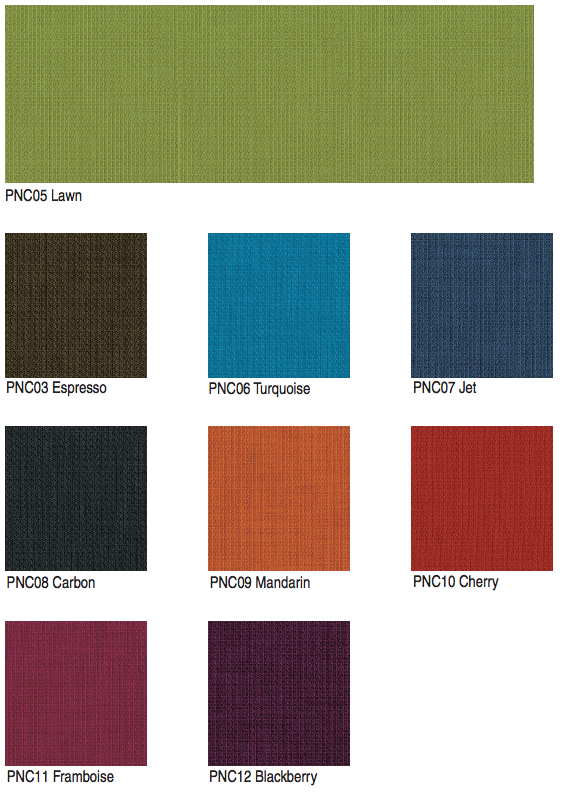 PNC05 Lawn
PNC03 Espresso
PNC06 Turquoise
PNC07 Jet
PNC08 Carbon
PNC09 Mandarin
PNC10 Cherry
PNC11 Framboise
PNC12 Blackberry